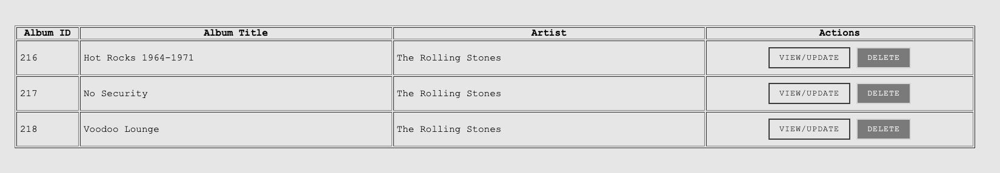 Album ID Album Title Artist Actions
216 Hot Rocks 1964-1971 The Rolling Stones VIEW/UPDATE DELETE
217 No Security The Rolling Stones VIEW/UPDATE DELETE
218 Voodoo Lounge The Rolling Stones VIEW/UPDATE DELETE